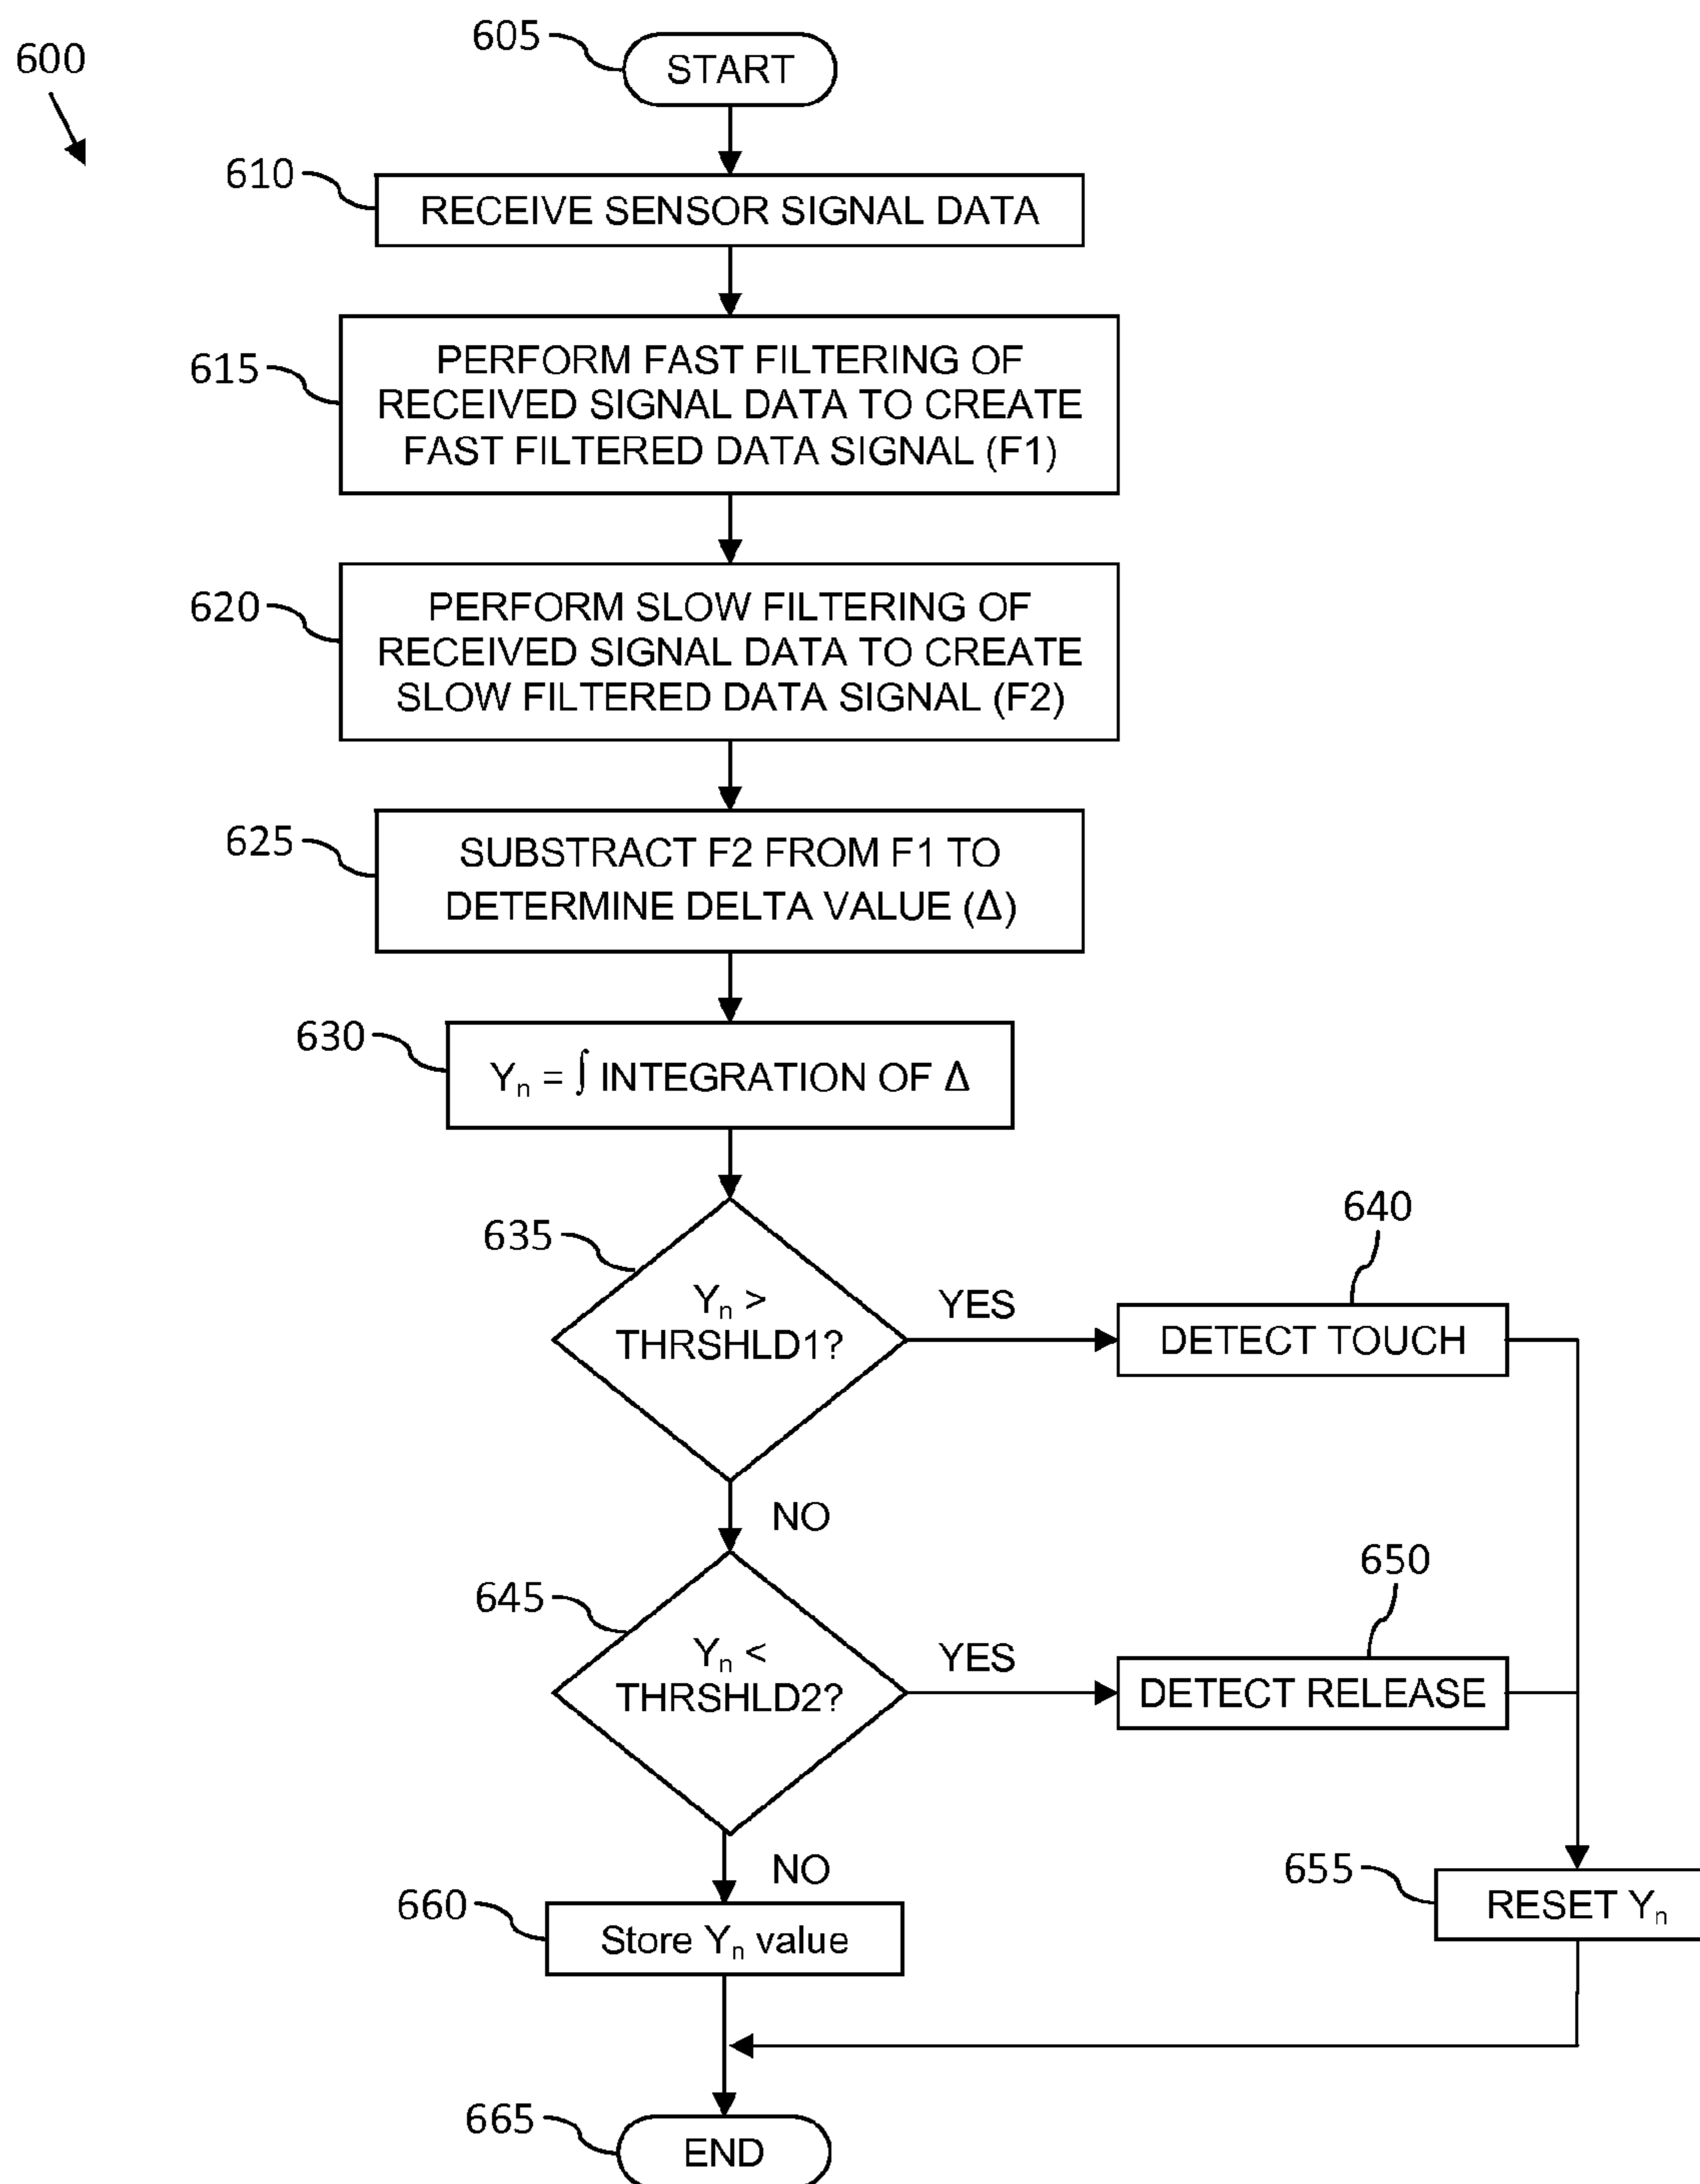 600
605
START
610
RECEIVE SENSOR SIGNAL DATA
615
PERFORM FAST FILTERING OF
RECEIVED SIGNAL DATA TO CREATE
FAST FILTERED DATA SIGNAL (F1)
620
PERFORM SLOW FILTERING OF
RECEIVED SIGNAL DATA TO CREATE
SLOW FILTERED DATA SIGNAL (F2)
625
SUBSTRACT F2 FROM F1 TO
DETERMINE DELTA VALUE (Δ)
630
Yn = ∫ INTEGRATION OF Δ
635
Yn >
THRSHLD1?
YES
640
DETECT TOUCH
NO
645
Yn <
THRSHLD2?
YES
650
DETECT RELEASE
NO
655
RESET Yn
660
Store Yn value
665
END